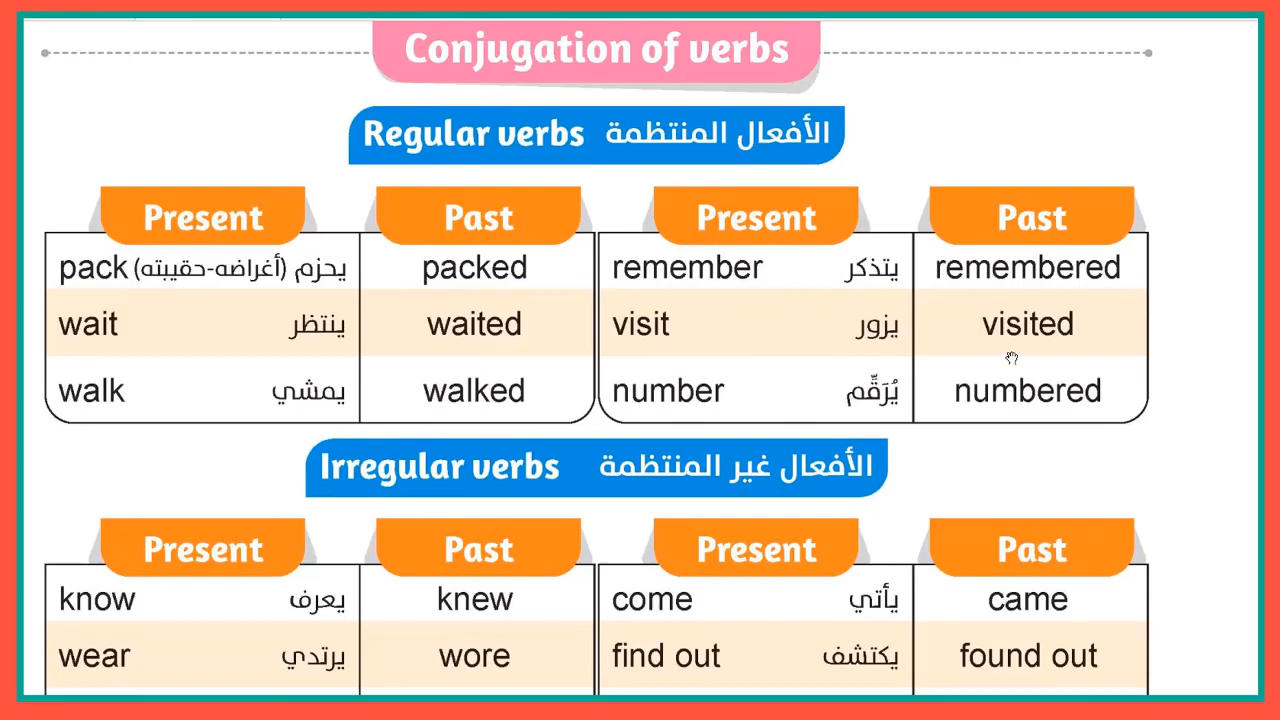 Conjugation of verbs
Regular verbs الأفعال المنتظمة
Present Past Present Past
pack يحزم (أغراضه-حقيبته) packed remember يتذكر remembered
wait ينتظر waited visit يزور visited
walk يمشي walked number يُرَقِّم numbered
Irregular verbs الأفعال غير المنتظمة
Present Past Present Past
know يعرف knew come يأتي came
wear يرتدي wore find out يكتشف found out